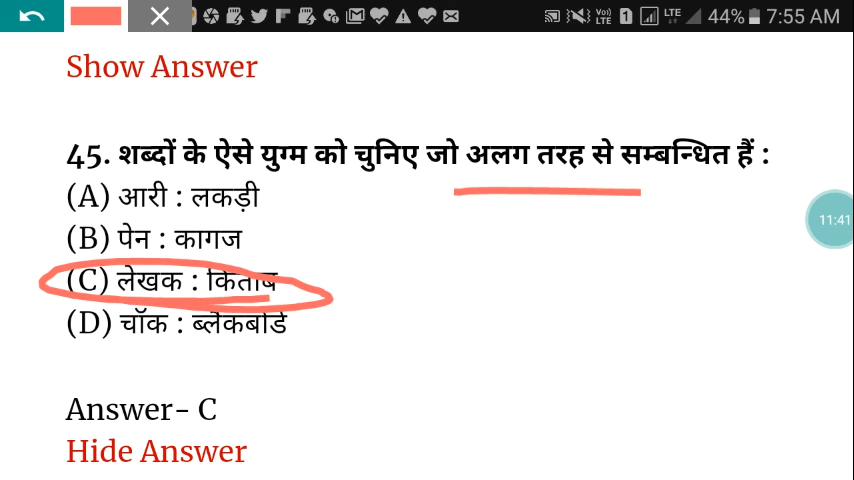 44% 7:55 AM
Show Answer
45. शब्दों के ऐसे युग्म को चुनिए जो अलग तरह से सम्बन्धित हैं :
(A) आरी : लकड़ी
(B) पेन : कागज
11:41
(C) लेखक : किताब
(D) चॉक : ब्लैकबोर्ड
Answer- C
Hide Answer